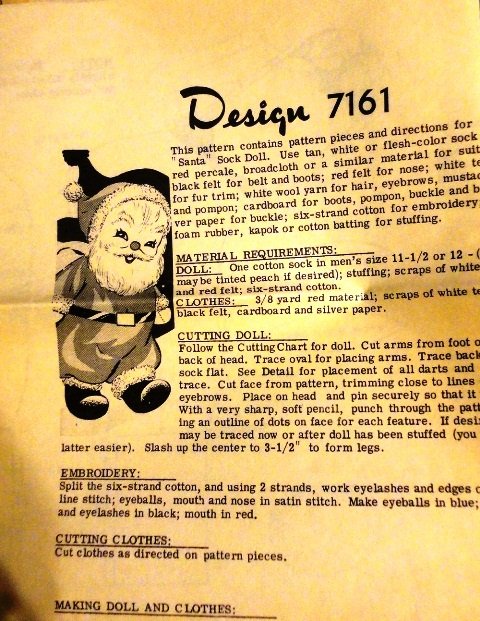 Design 7161
This pattern contains pattern pieces and directions for
"Santa" Sock Doll. Use tan, white or flesh-color sock
red percale, broadcloth or a similar material for suit
black felt for belt and boots; red felt for nose; white
for fur trim; white wool yarn for hair, eyebrows,
and pompon; cardboard for boots, pompon, buckle and
ver paper for buckle; six-strand cotton for embroidery;
foam rubber, kapok or cotton batting for stuffing.
MATERIAL REQUIREMENTS:
DOLL: One cotton sock in men's size 11-1/2 or 12 - (
may be tinted peach if desired); stuffing; scraps of white
and red felt; six-strand cotton.
CLOTHES: 3/8 yard red material; scraps of white
black felt, cardboard and silver paper.
CUTTING DOLL:
Follow the Cutting Chart for doll. Cut arms from foot
back of head. Trace oval for placing arms. Trace
sock flat. See Detail for placement of all darts and
trace. Cut face from pattern, trimming close to lines
eyebrows. Place on head and pin securely so that it
With a very sharp, soft pencil, punch through the
ing an outline of dots on face for each feature. If
may be traced now or after doll has been stuffed (you
latter easier). Slash up the center to 3-1/2" to form legs.
EMBROIDERY:
Split the six-strand cotton, and using 2 strands, work eyelashes and edges
line stitch; eyeballs, mouth and nose in satin stitch. Make eyeballs in blue;
and eyelashes in black; mouth in red.
CUTTING CLOTHES:
Cut clothes as directed on pattern pieces.
MAKING DOLL AND CLOTHES: